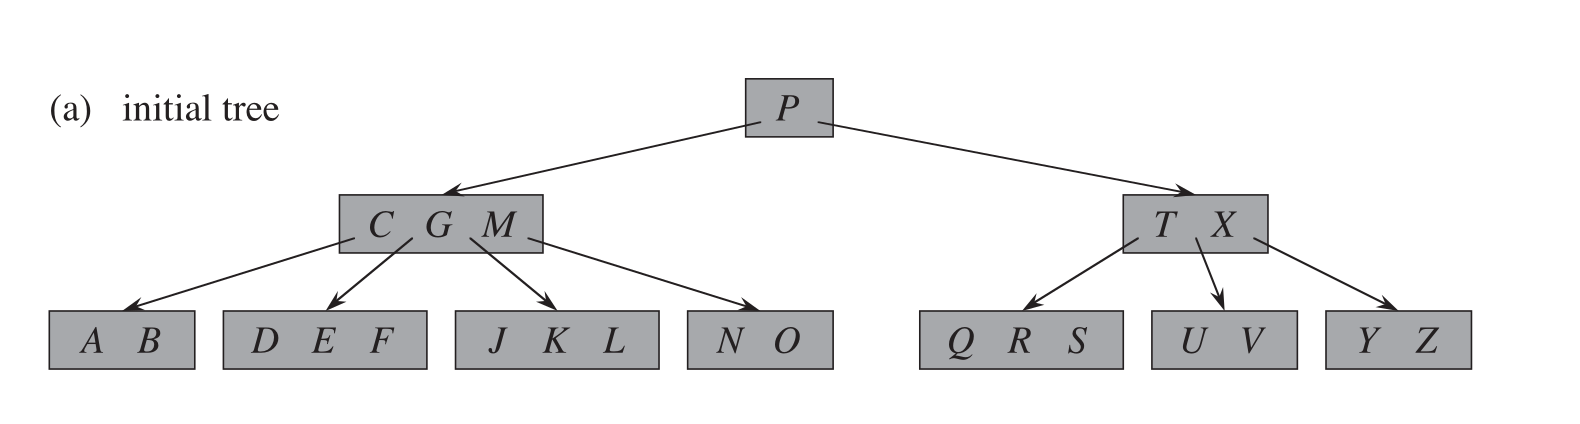 (a) initial tree
P
C G M
T X
A B
D E F
J K L
N O
Q R S
U V
Y Z